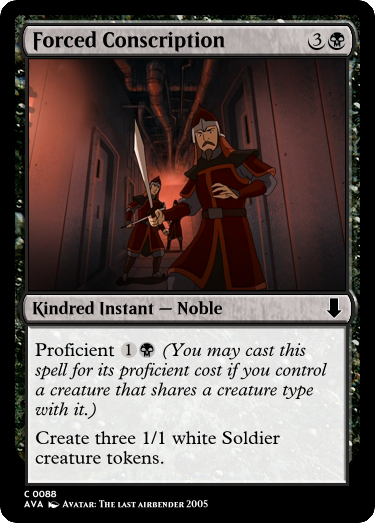 Forced Conscription 3
Kindred Instant — Noble
Proficient 1 (You may cast this
spell for its proficient cost if you control
a creature that shares a creature type
with it.)
Create three 1/1 white Soldier
creature tokens.
C 0088
AVA Avatar: The last airbender 2005